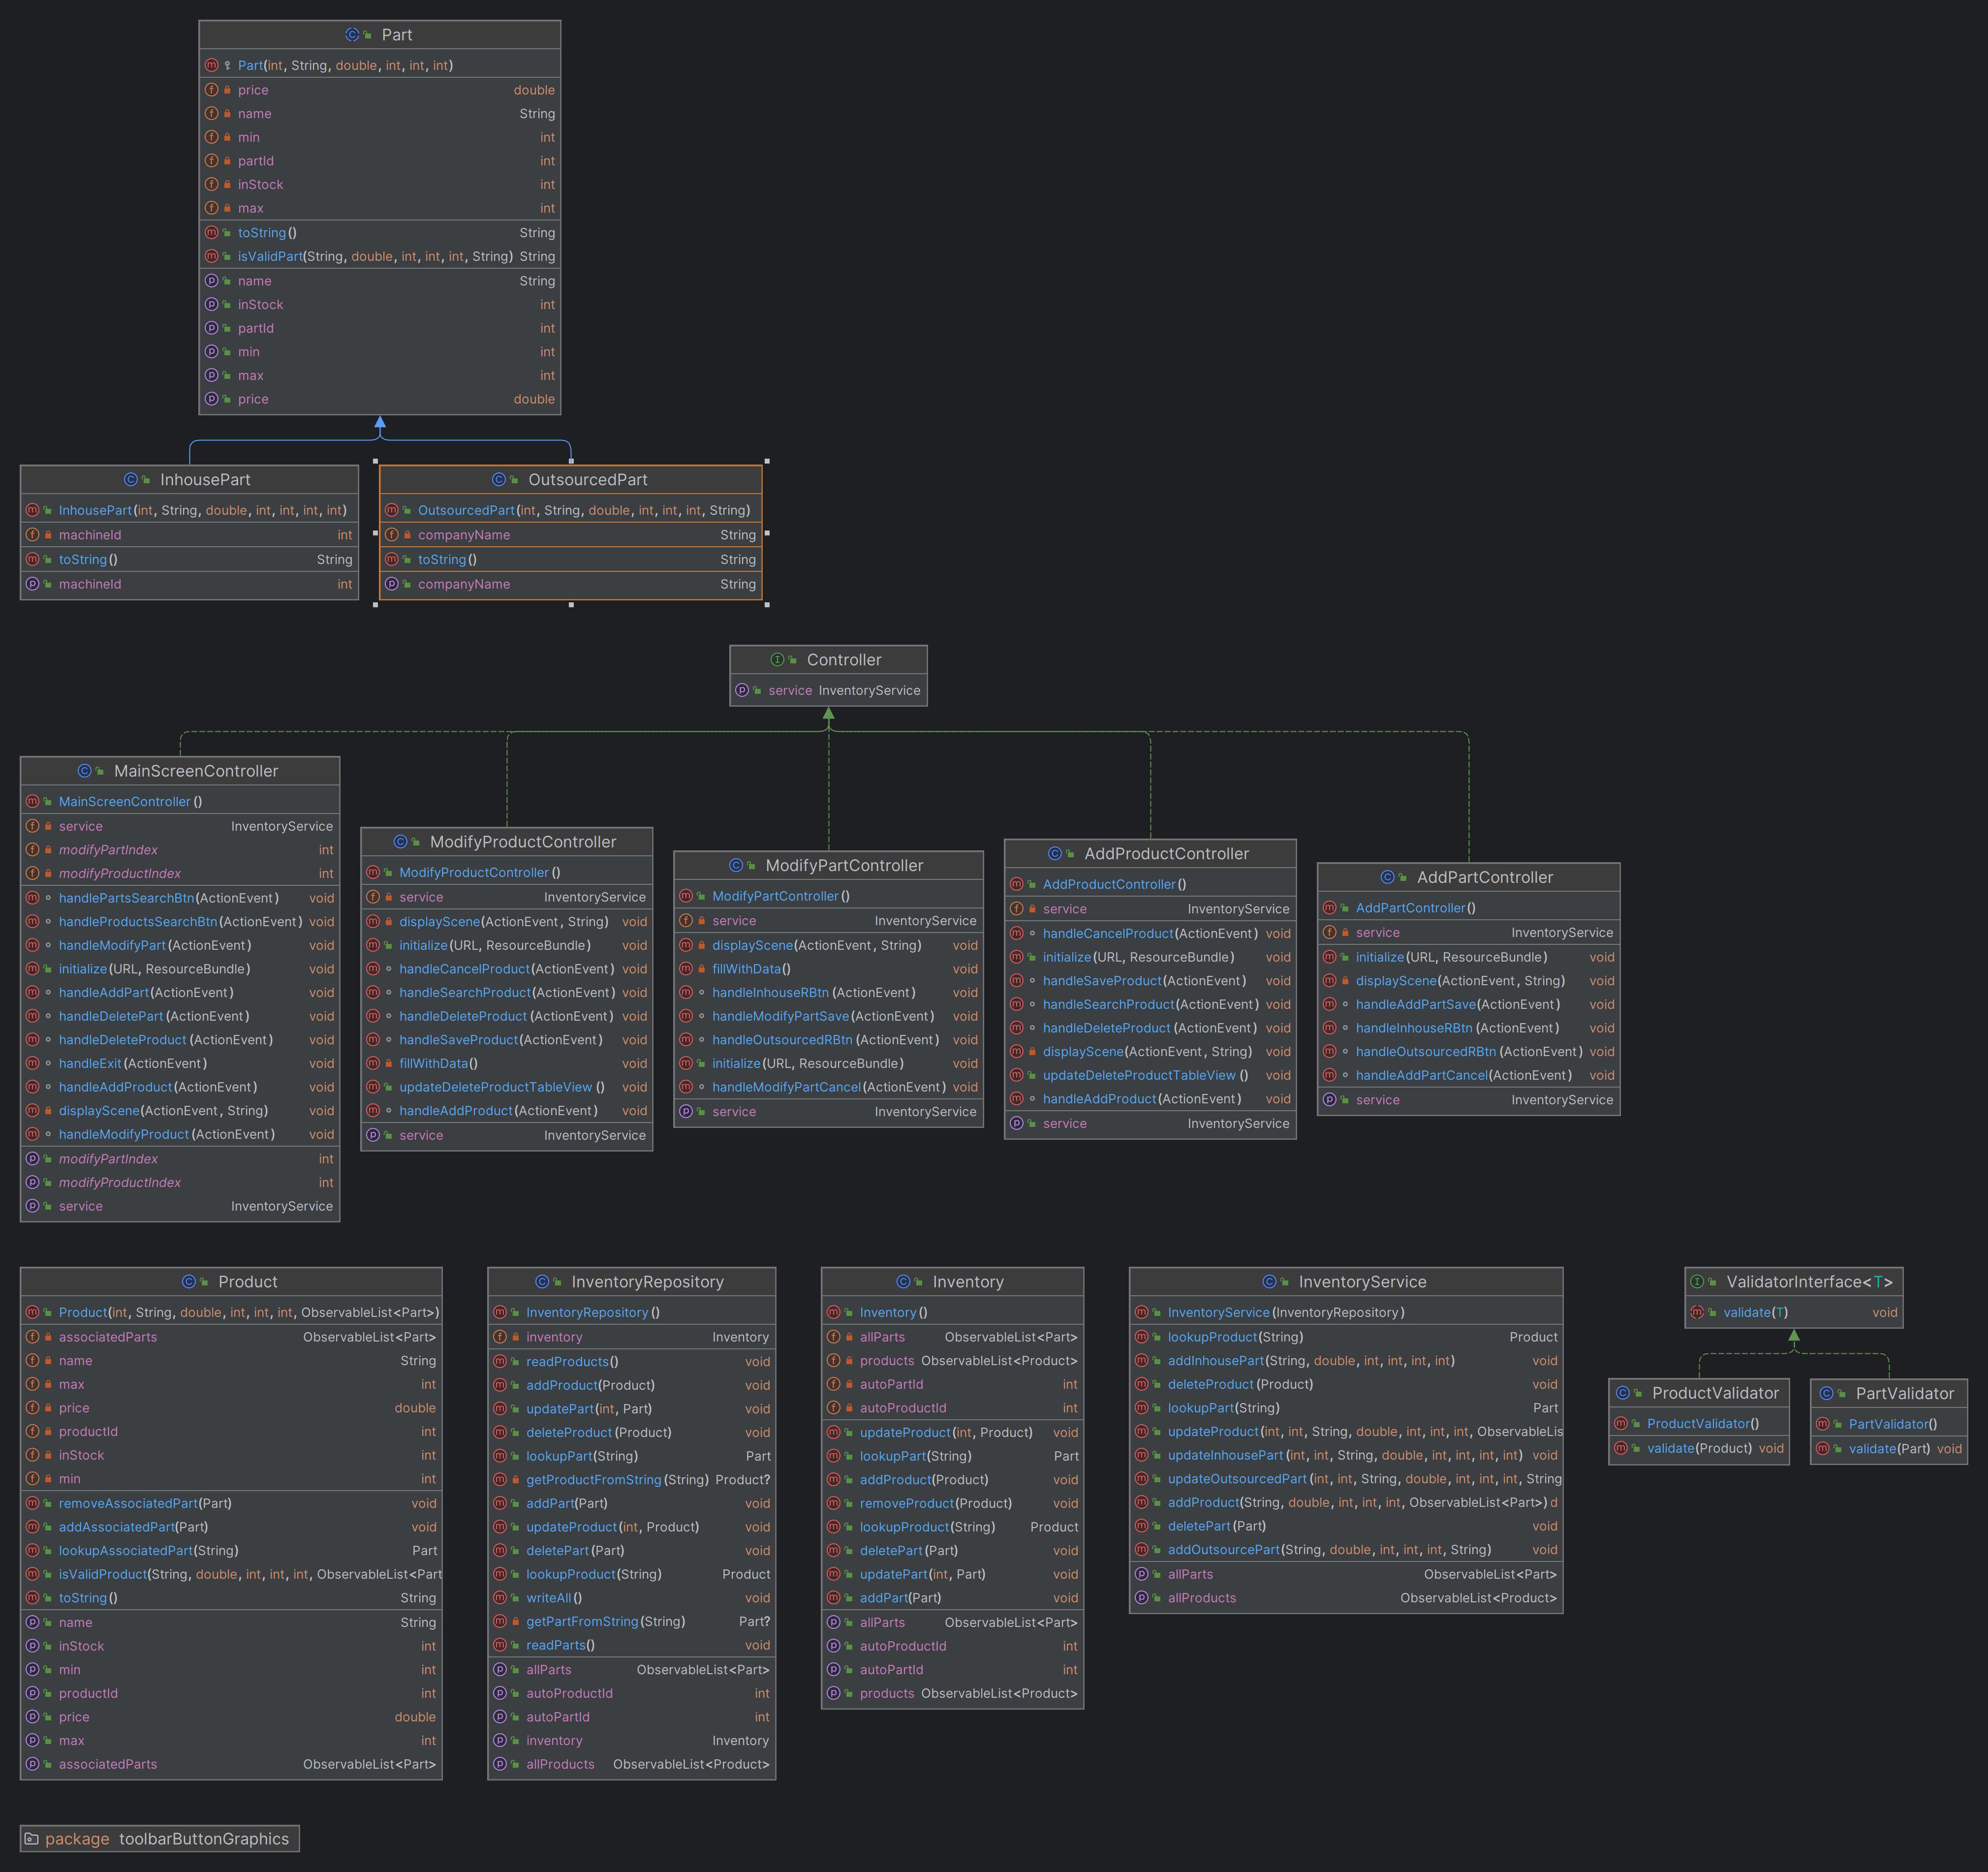 Part
Part(int, String, double, int, int, int)
price double
name String
min int
partId int
inStock int
max int
toString() String
isValidPart(String, double, int, int, int, String) String
name String
inStock int
partId int
min int
max int
price double
InhousePart
InhousePart(int, String, double, int, int, int, int)
machineId int
toString() String
machineId int
OutsourcedPart
OutsourcedPart(int, String, double, int, int, int, String)
companyName String
toString() String
companyName String
Controller
service InventoryService
MainScreenController
MainScreenController()
service InventoryService
modifyPartIndex int
modifyProductIndex int
handlePartsSearchBtn(ActionEvent) void
handleProductsSearchBtn(ActionEvent) void
handleModifyPart(ActionEvent) void
initialize(URL, ResourceBundle) void
handleAddPart(ActionEvent) void
handleDeletePart(ActionEvent) void
handleDeleteProduct(ActionEvent) void
handleExit(ActionEvent) void
handleAddProduct(ActionEvent) void
displayScene(ActionEvent, String) void
handleModifyProduct(ActionEvent) void
modifyPartIndex int
modifyProductIndex int
service InventoryService
ModifyProductController
ModifyProductController()
service InventoryService
displayScene(ActionEvent, String) void
initialize(URL, ResourceBundle) void
handleCancelProduct(ActionEvent) void
handleSearchProduct(ActionEvent) void
handleDeleteProduct(ActionEvent) void
handleSaveProduct(ActionEvent) void
fillWithData() void
updateDeleteProductTableView() void
handleAddProduct(ActionEvent) void
service InventoryService
ModifyPartController
ModifyPartController()
service InventoryService
displayScene(ActionEvent, String) void
fillWithData() void
handleInhouseRBtn(ActionEvent) void
handleModifyPartSave(ActionEvent) void
handleOutsourcedRBtn(ActionEvent) void
initialize(URL, ResourceBundle) void
handleModifyPartCancel(ActionEvent) void
service InventoryService
AddProductController
AddProductController()
service InventoryService
handleCancelProduct(ActionEvent) void
initialize(URL, ResourceBundle) void
handleSaveProduct(ActionEvent) void
handleSearchProduct(ActionEvent) void
handleDeleteProduct(ActionEvent) void
displayScene(ActionEvent, String) void
updateDeleteProductTableView() void
handleAddProduct(ActionEvent) void
service InventoryService
AddPartController
AddPartController()
service InventoryService
initialize(URL, ResourceBundle) void
displayScene(ActionEvent, String) void
handleAddPartSave(ActionEvent) void
handleInhouseRBtn(ActionEvent) void
handleOutsourcedRBtn(ActionEvent) void
handleAddPartCancel(ActionEvent) void
service InventoryService
Product
Product(int, String, double, int, int, int, ObservableList<Part>)
associatedParts ObservableList<Part>
name String
max int
price double
productId int
inStock int
min int
removeAssociatedPart(Part) void
addAssociatedPart(Part) void
lookupAssociatedPart(String) Part
isValidProduct(String, double, int, int, int, ObservableList<Part
toString() String
name String
inStock int
min int
productId int
price double
max int
associatedParts ObservableList<Part>
InventoryRepository
InventoryRepository()
inventory Inventory
readProducts() void
addProduct(Product) void
updatePart(int, Part) void
deleteProduct(Product) void
lookupPart(String) Part
getProductFromString(String) Product?
addPart(Part) void
updateProduct(int, Product) void
deletePart(Part) void
lookupProduct(String) Product
writeAll() void
getPartFromString(String) Part?
readParts() void
allParts ObservableList<Part>
autoProductId int
autoPartId int
inventory Inventory
allProducts ObservableList<Product>
Inventory
Inventory()
allParts ObservableList<Part>
products ObservableList<Product>
autoPartId int
autoProductId int
updateProduct(int, Product) void
lookupPart(String) Part
addProduct(Product) void
removeProduct(Product) void
lookupProduct(String) Product
deletePart(Part) void
updatePart(int, Part) void
addPart(Part) void
allParts ObservableList<Part>
autoProductId int
autoPartId int
products ObservableList<Product>
InventoryService
InventoryService(InventoryRepository)
lookupProduct(String) Product
addInhousePart(String, double, int, int, int, int) void
deleteProduct(Product) void
lookupPart(String) Part
updateProduct(int, int, String, double, int, int, int, ObservableLis
updateInhousePart(int, int, String, double, int, int, int, int) void
updateOutsourcedPart(int, int, String, double, int, int, int, String
addProduct(String, double, int, int, int, ObservableList<Part>) d
deletePart(Part) void
addOutsourcePart(String, double, int, int, int, String) void
allParts ObservableList<Part>
allProducts ObservableList<Product>
ValidatorInterface<T>
validate(T) void
ProductValidator
ProductValidator()
validate(Product) void
PartValidator
PartValidator()
validate(Part) void
package toolbarButtonGraphics